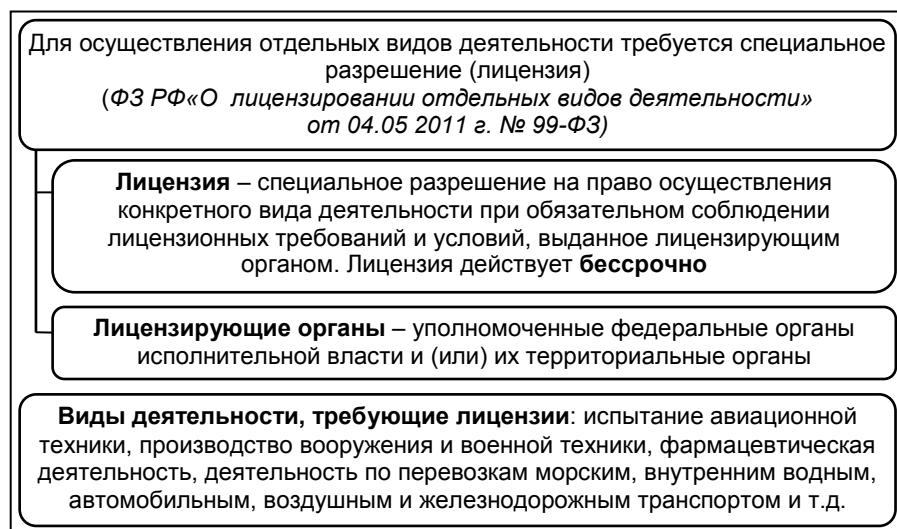 Для осуществления отдельных видов деятельности требуется специальное
разрешение (лицензия)
(ФЗ РФ«О лицензировании отдельных видов деятельности»
от 04.05 2011 г. № 99-ФЗ)
Лицензия – специальное разрешение на право осуществления
конкретного вида деятельности при обязательном соблюдении
лицензионных требований и условий, выданное лицензирующим
органом. Лицензия действует бессрочно
Лицензирующие органы – уполномоченные федеральные органы
исполнительной власти и (или) их территориальные органы
Виды деятельности, требующие лицензии: испытание авиационной
техники, производство вооружения и военной техники, фармацевтическая
деятельность, деятельность по перевозкам морским, внутренним водным,
автомобильным, воздушным и железнодорожным транспортом и т.д.